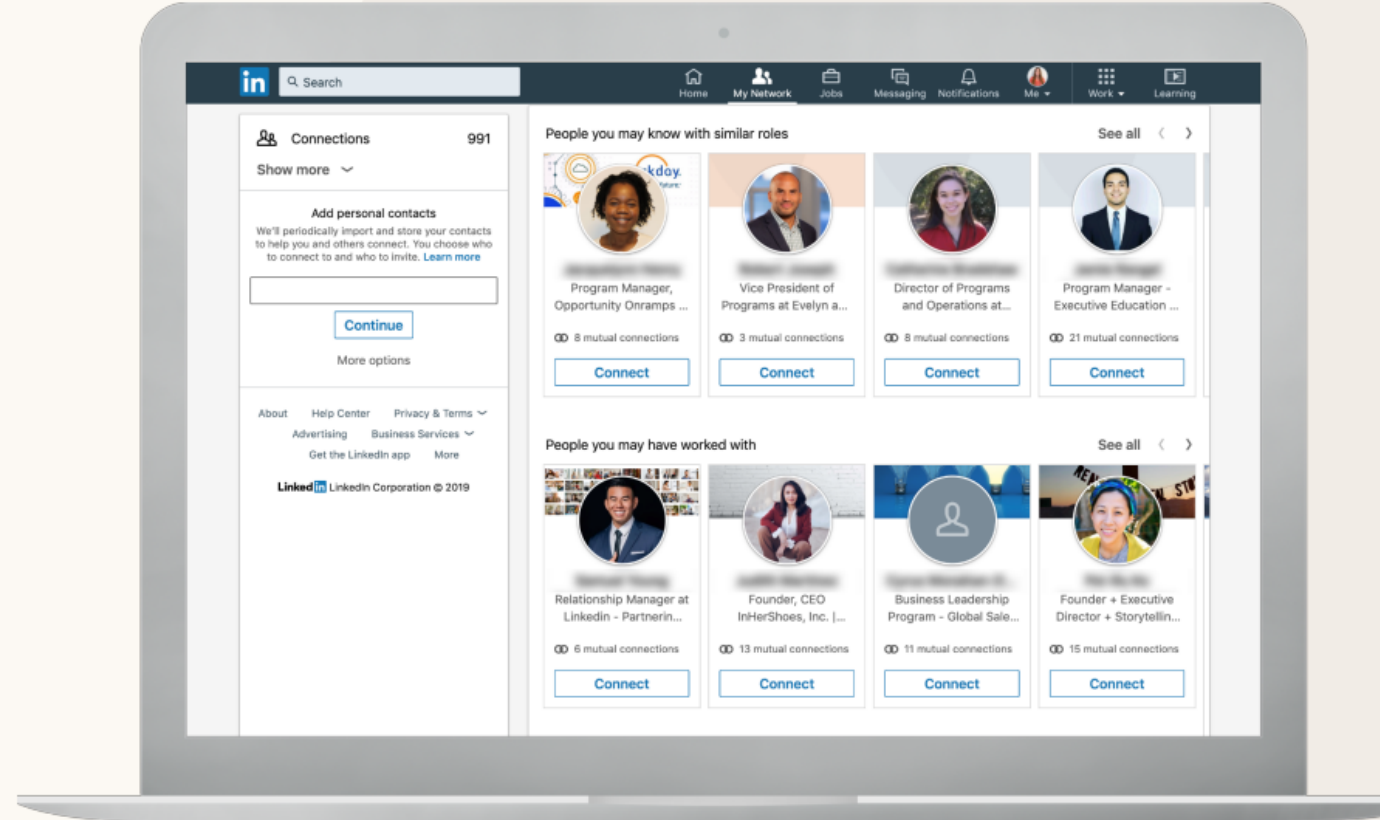 in
Search
Home
My Network
Jobs
Messaging
Notifications
Me
Work
Learning
Connections 991
Show more
Add personal contacts
We'll periodically import and store your contacts
to help you and others connect. You choose who
to connect to and who to invite. Learn more
Continue
More options
About Help Center Privacy & Terms
Advertising Business Services
Get the LinkedIn app More
Linked in LinkedIn Corporation © 2019
People you may know with similar roles
See all
kday.
future.
Program Manager,
Opportunity Onramps ...
8 mutual connections
Connect
Vice President of
Programs at Evelyn a...
3 mutual connections
Connect
Director of Programs
and Operations at...
8 mutual connections
Connect
Program Manager -
Executive Education ...
21 mutual connections
Connect
People you may have worked with
See all
Relationship Manager at
Linkedin - Partnerin...
6 mutual connections
Connect
Founder, CEO
InHerShoes, Inc. |...
13 mutual connections
Connect
Business Leadership
Program - Global Sale...
11 mutual connections
Connect
Founder + Executive
Director + Storytellin...
15 mutual connections
Connect